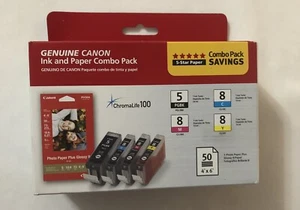 GENUINE CANON
Ink and Paper Combo Pack
GENUINO DE CANON Paquete combo de tinta y papel
Combo Pack
★★★★★
5-Star Paper
SAVINGS
Canon
ChromaLife100
5
PGBK
8
C
8
M
8
Y
Photo Paper Plus Glossy
50
4"x6"